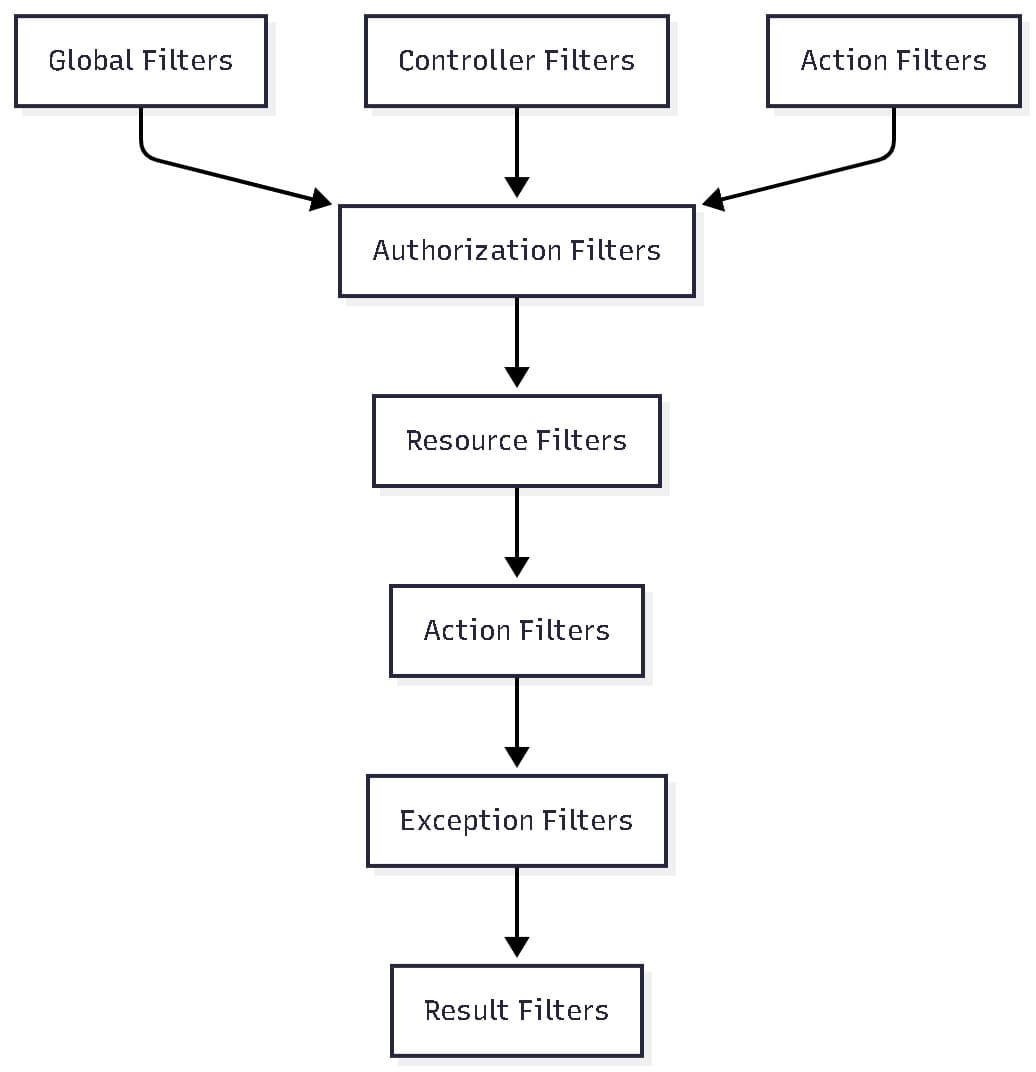 Global Filters
Controller Filters
Action Filters
Authorization Filters
Resource Filters
Action Filters
Exception Filters
Result Filters